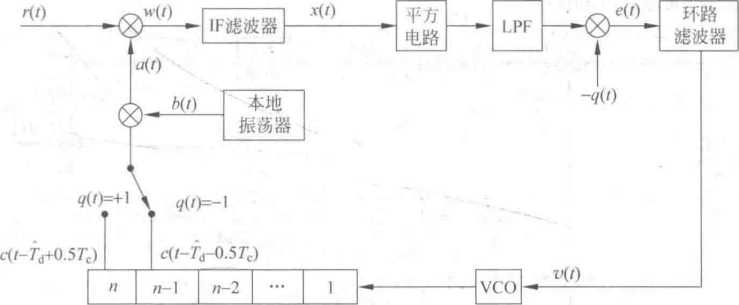 r(t)
w(t)
IF滤波器
x(t)
平方
电路
LPF
e(t)
环路
滤波器
a(t)
-q(t)
b(t)
本地
振荡器
q(t)=+1
q(t)=-1
c(t-T̂d+0.5Tc)
c(t-T̂d-0.5Tc)
n
n-1
n-2
…
1
VCO
v(t)